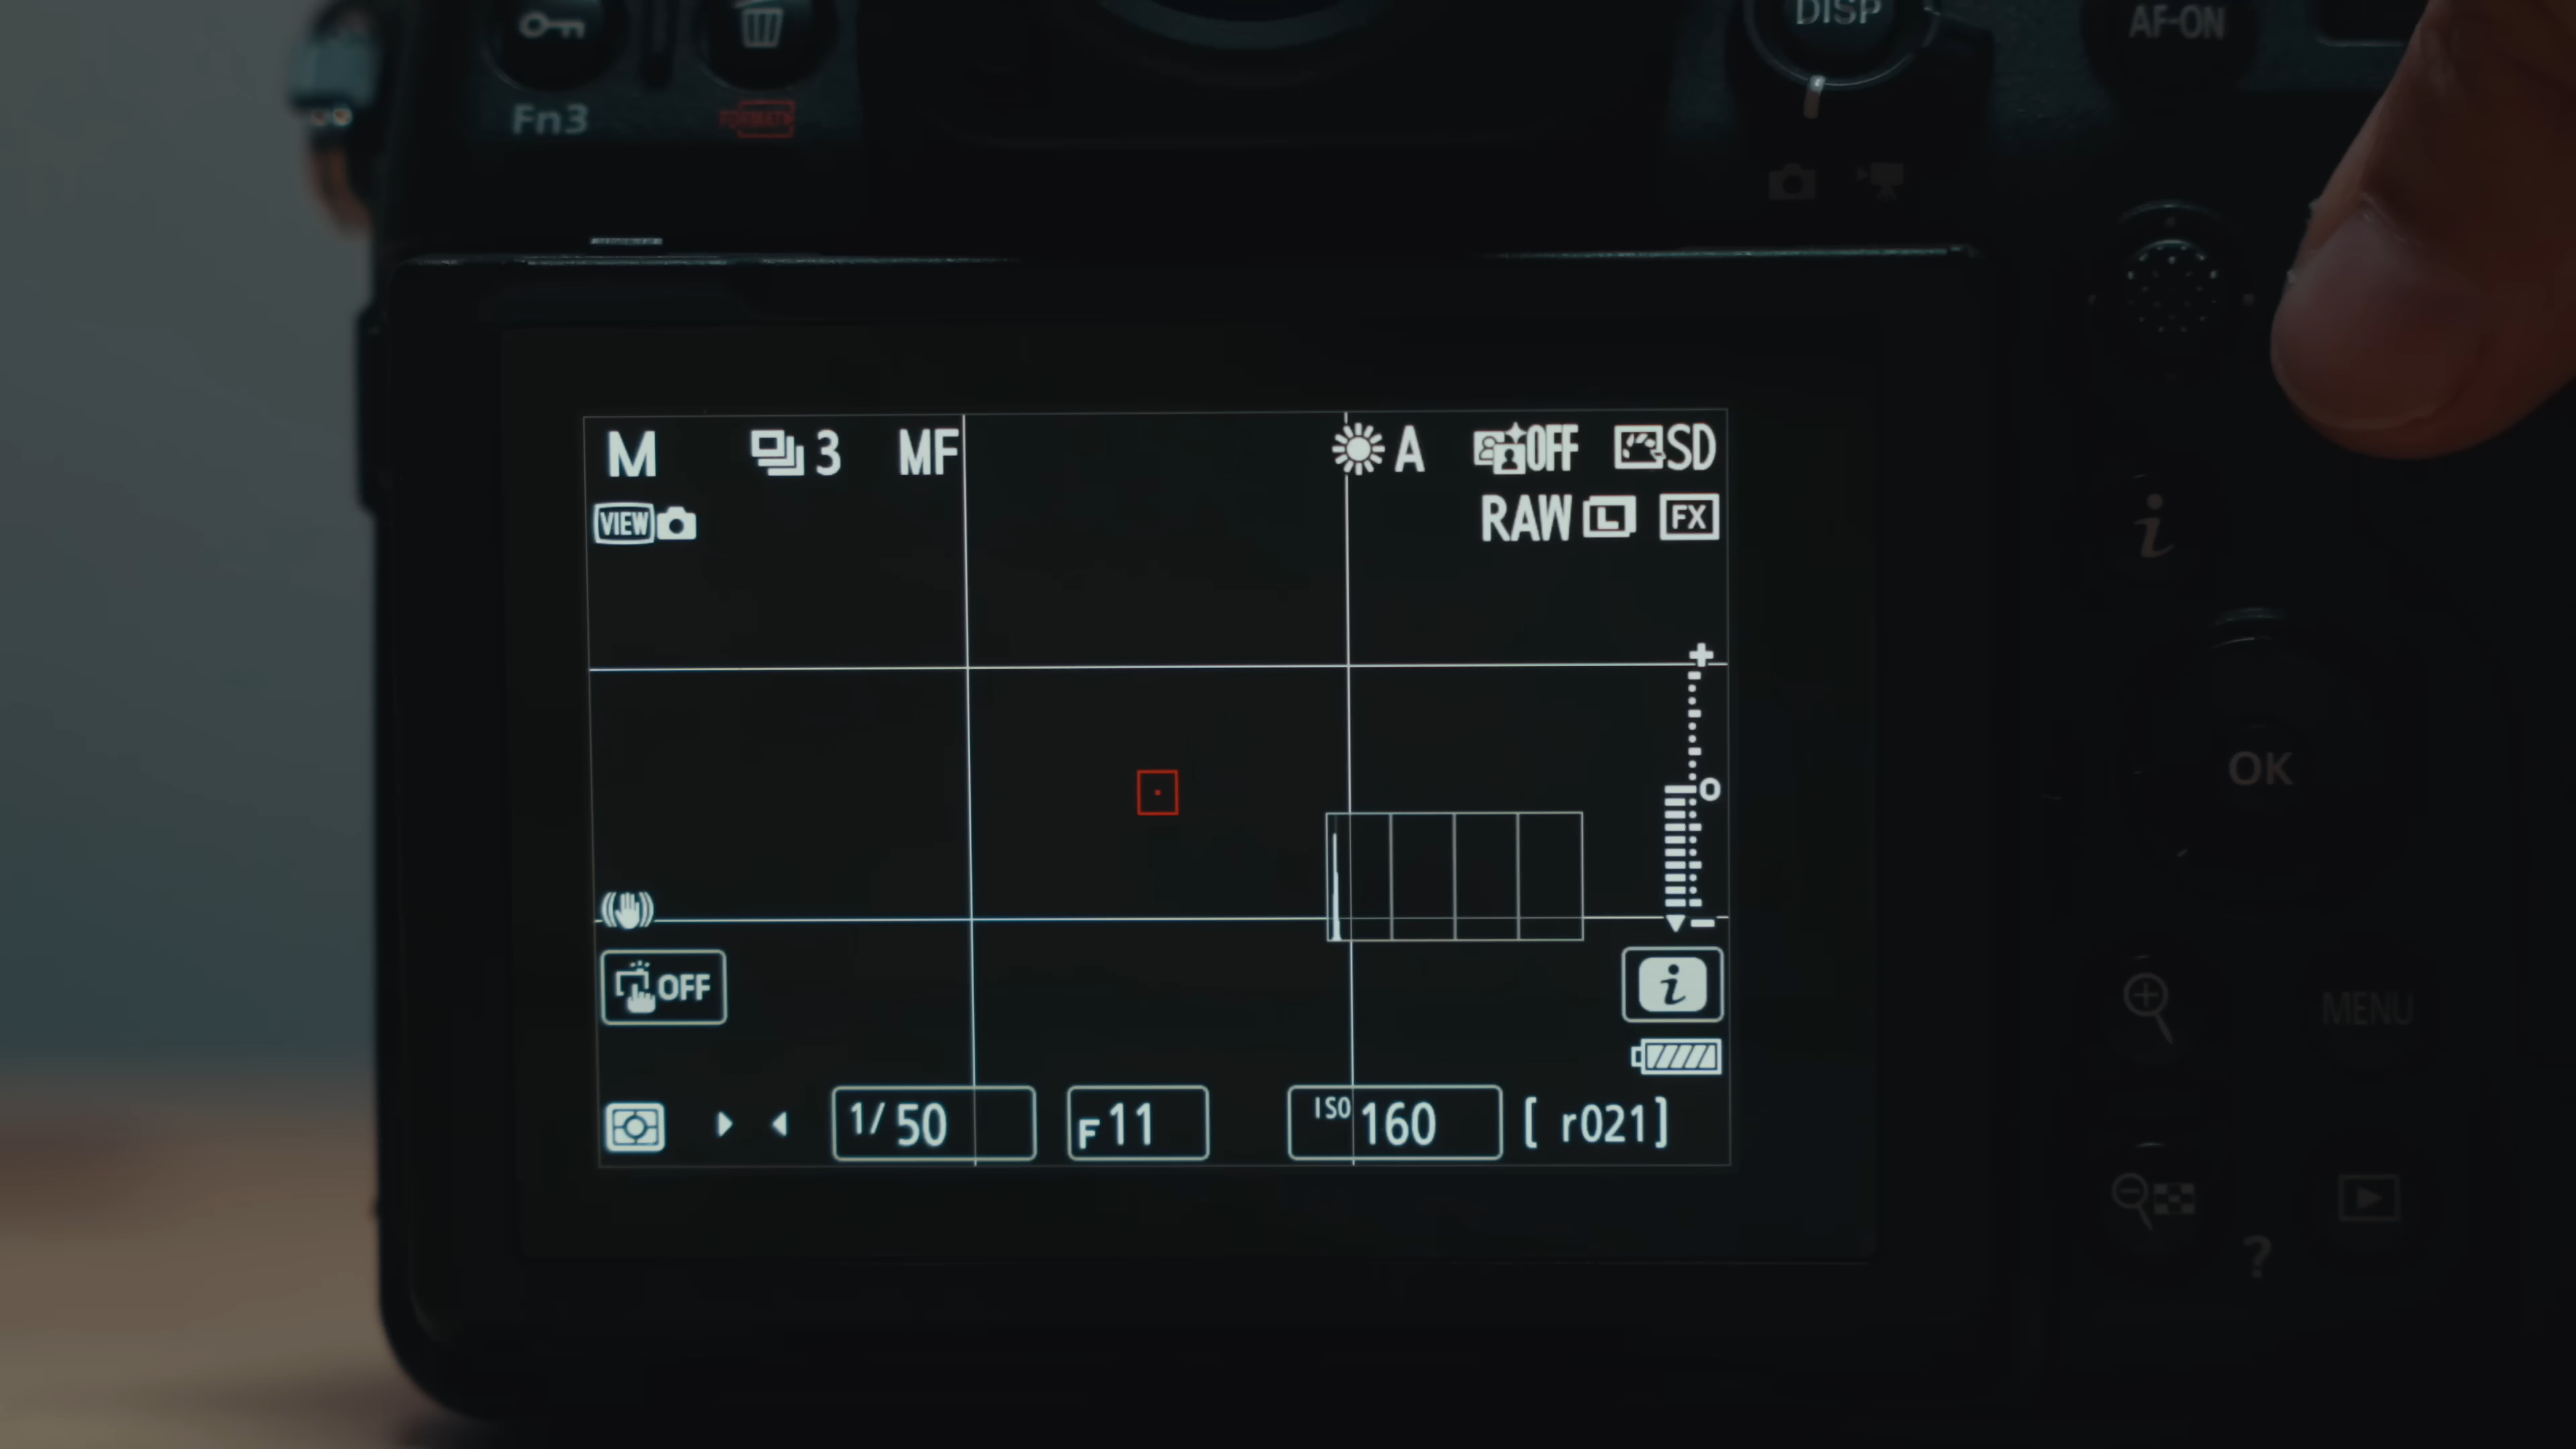 DISP
AF-ON
Fn3
FORMAT
M 3 MF A OFF SD
VIEW RAW L FX
i
+
O
OK
-
OFF i
MENU
1/50 F11 ISO 160 [ r021]
?